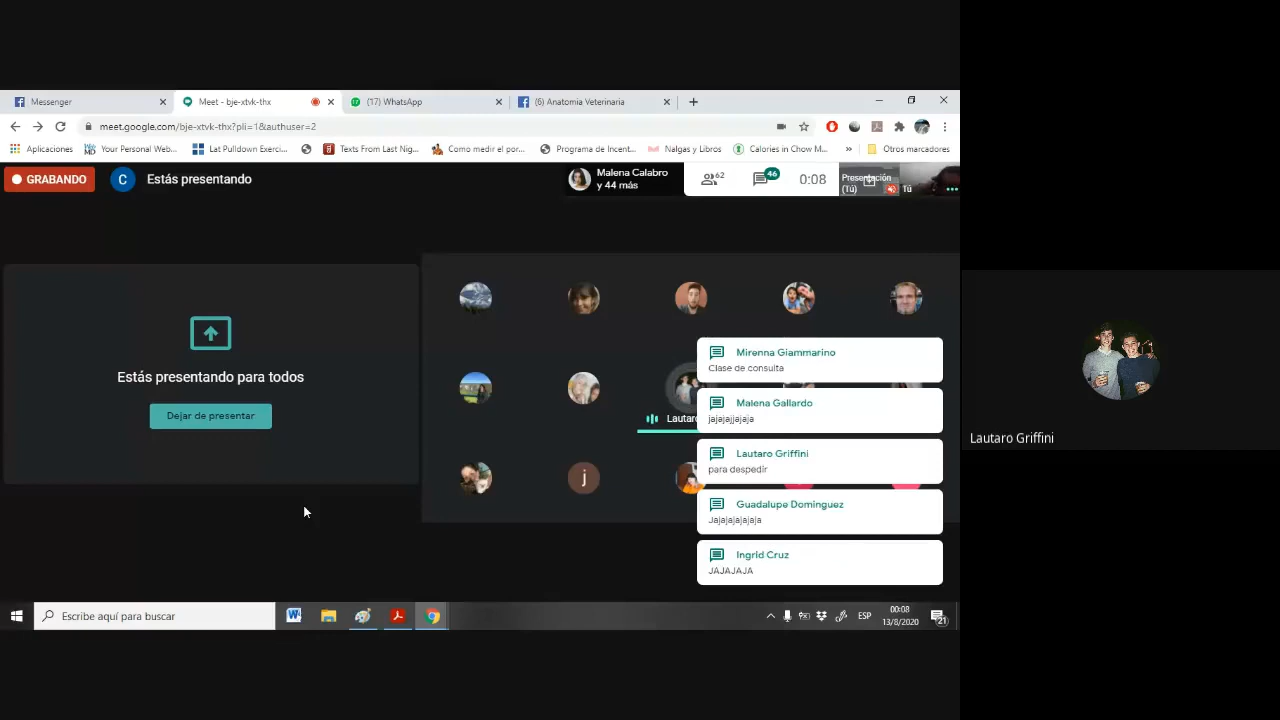 Messenger
Meet - bje-xtvk-thx
(17) WhatsApp
(6) Anatomia Veterinaria
meet.google.com/bje-xtvk-thx?pli=1&authuser=2
Aplicaciones
Your Personal Web...
Lat Pulldown Exerci...
Texts From Last Nig...
Como medir el por...
Programa de Incent...
Nalgas y Libros
Calories in Chow M...
»
Otros marcadores
GRABANDO
C
Estás presentando
Malena Calabro
y 44 más
62
46
0:08
Presentación
(Tú)
Tú
Estás presentando para todos
Dejar de presentar
Lautaro
j
Mirenna Giammarino
Clase de consulta
Malena Gallardo
jajajajjajaja
Lautaro Griffini
para despedir
Guadalupe Dominguez
Jajajajajajaja
Ingrid Cruz
JAJAJAJA
Lautaro Griffini
Escribe aquí para buscar
ESP
00:08
13/8/2020
21